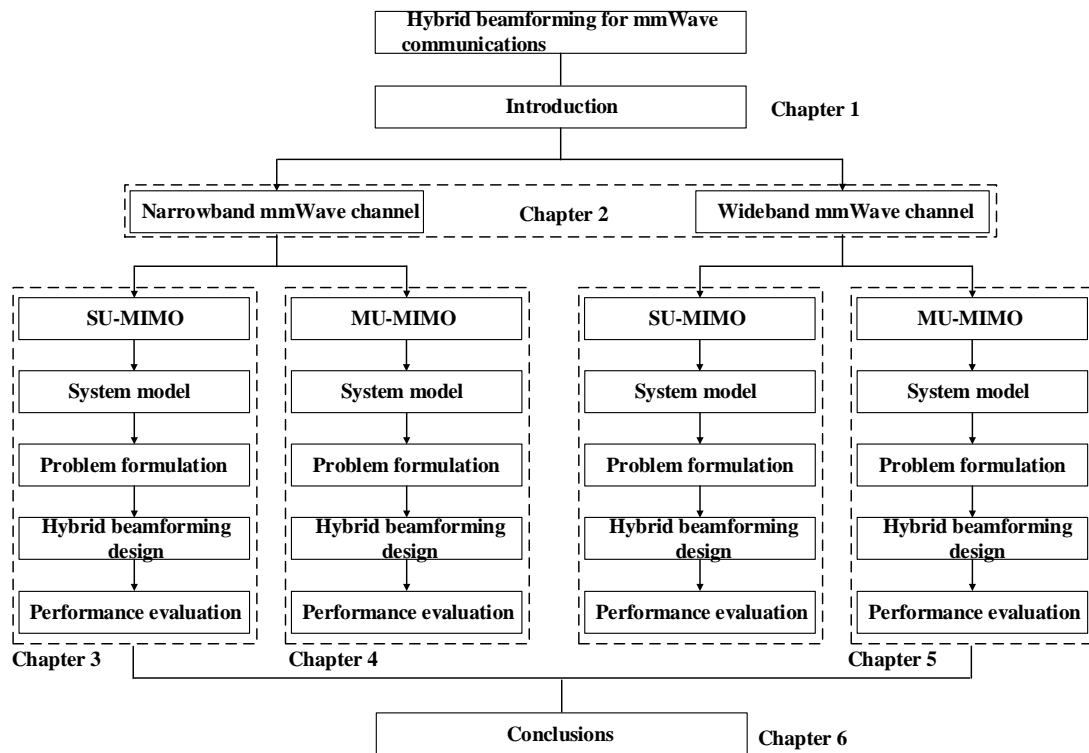 Hybrid beamforming for mmWave
communications
Introduction
Chapter 1
Narrowband mmWave channel
Chapter 2
Wideband mmWave channel
SU-MIMO
System model
Problem formulation
Hybrid beamforming
design
Performance evaluation
Chapter 3
MU-MIMO
System model
Problem formulation
Hybrid beamforming
design
Performance evaluation
Chapter 4
SU-MIMO
System model
Problem formulation
Hybrid beamforming
design
Performance evaluation
MU-MIMO
System model
Problem formulation
Hybrid beamforming
design
Performance evaluation
Chapter 5
Conclusions
Chapter 6